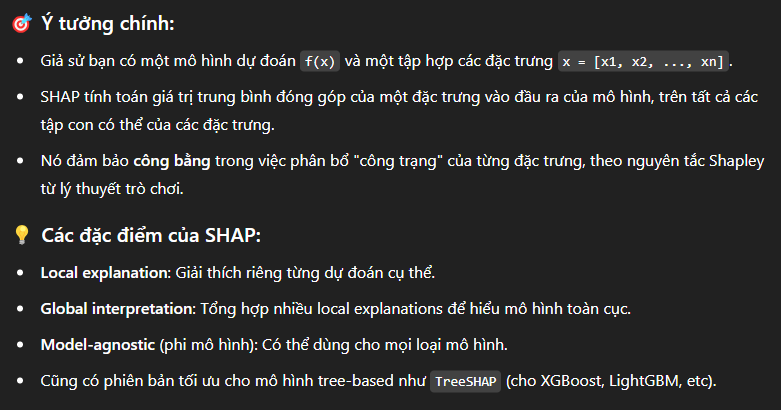 🎯 Ý tưởng chính:
• Giả sử bạn có một mô hình dự đoán f(x) và một tập hợp các đặc trưng x = [x1, x2, ..., xn].
• SHAP tính toán giá trị trung bình đóng góp của một đặc trưng vào đầu ra của mô hình, trên tất cả các
tập con có thể của các đặc trưng.
• Nó đảm bảo công bằng trong việc phân bổ "công trạng" của từng đặc trưng, theo nguyên tắc Shapley
từ lý thuyết trò chơi.
💡 Các đặc điểm của SHAP:
• Local explanation: Giải thích riêng từng dự đoán cụ thể.
• Global interpretation: Tổng hợp nhiều local explanations để hiểu mô hình toàn cục.
• Model-agnostic (phi mô hình): Có thể dùng cho mọi loại mô hình.
• Cũng có phiên bản tối ưu cho mô hình tree-based như TreeSHAP (cho XGBoost, LightGBM, etc).